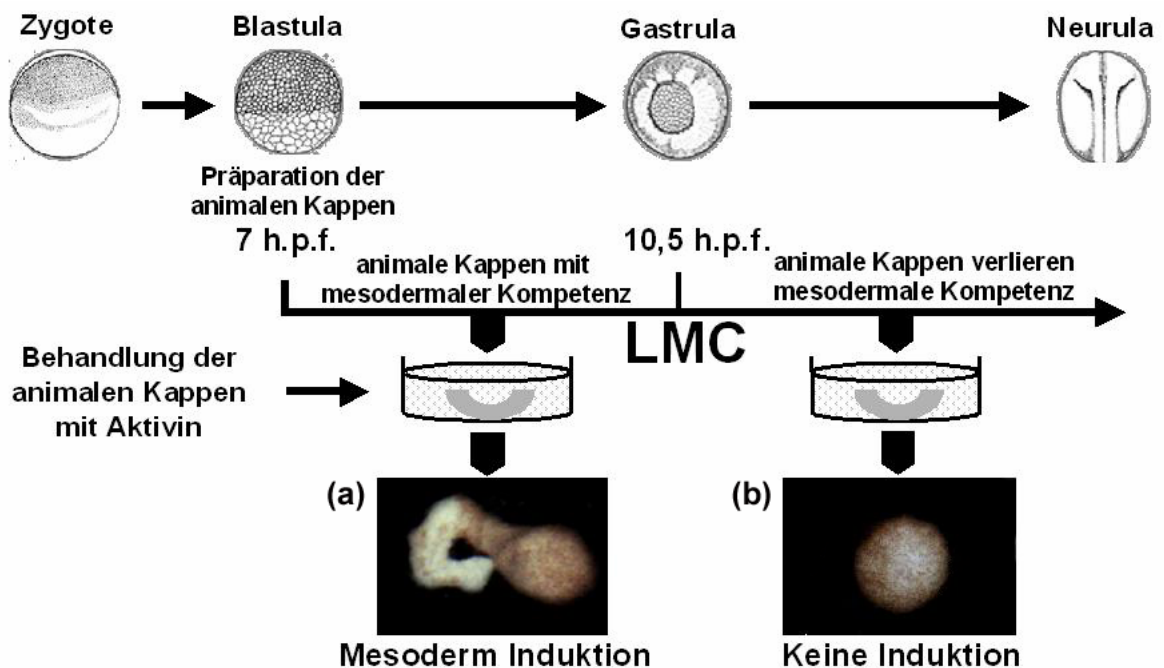 Zygote
Blastula
Gastrula
Neurula
Präparation der
animalen Kappen
7 h.p.f.
10,5 h.p.f.
animale Kappen mit
mesodermaler Kompetenz
animale Kappen verlieren
mesodermale Kompetenz
LMC
Behandlung der
animalen Kappen
mit Aktivin
(a)
(b)
Mesoderm Induktion
Keine Induktion